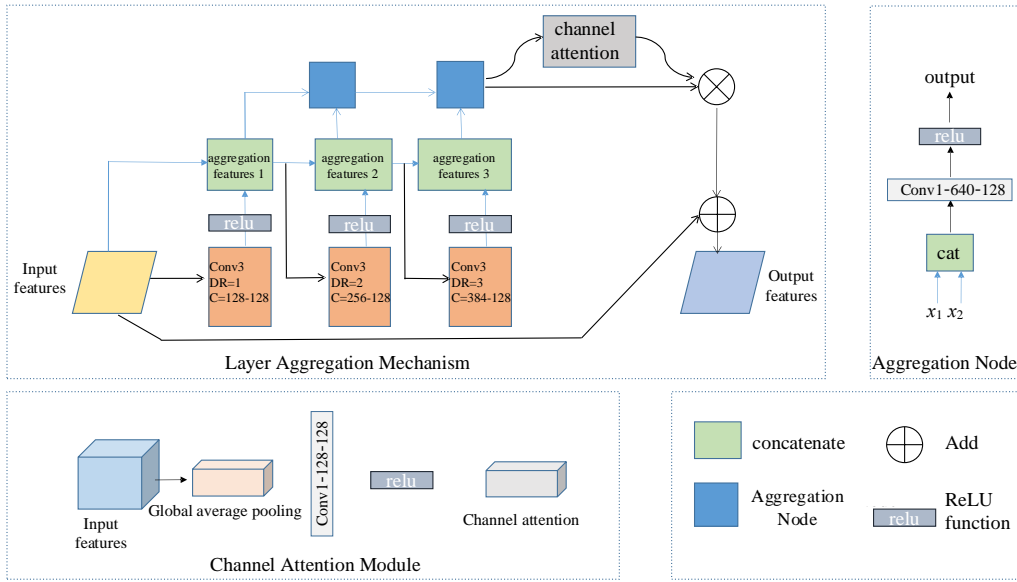 channel
attention
aggregation
features 1
aggregation
features 2
aggregation
features 3
relu
relu
relu
Input
features
Conv3
DR=1
C=128-128
Conv3
DR=2
C=256-128
Conv3
DR=3
C=384-128
Output
features
Layer Aggregation Mechanism
output
relu
Conv1-640-128
cat
x1 x2
Aggregation Node
Input
features
Global average pooling
Conv1-128-128
relu
Channel attention
Channel Attention Module
concatenate
Add
Aggregation
Node
relu
ReLU
function